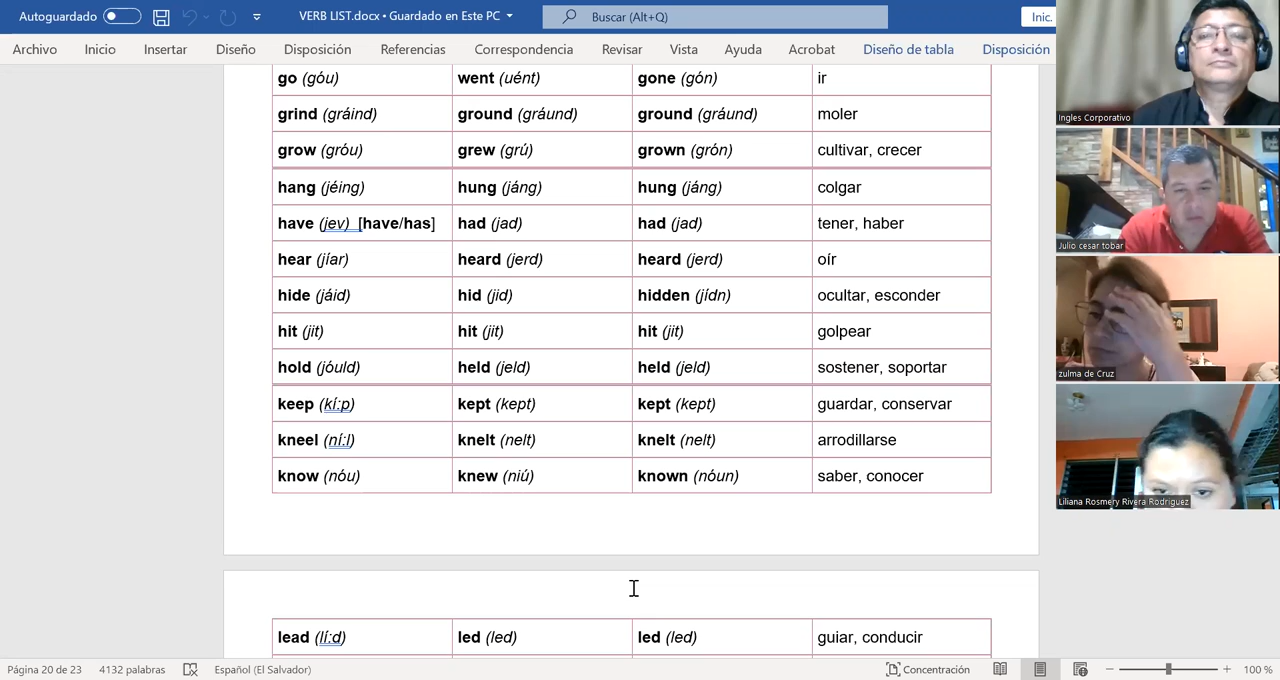 Autoguardado VERB LIST.docx • Guardado en Este PC Buscar (Alt+Q) Inic.
Archivo Inicio Insertar Diseño Disposición Referencias Correspondencia Revisar Vista Ayuda Acrobat Diseño de tabla Disposición
go (góu) went (uént) gone (gón) ir
grind (gráind) ground (gráund) ground (gráund) moler
grow (gróu) grew (grú) grown (grón) cultivar, crecer
hang (jéing) hung (jáng) hung (jáng) colgar
have (jev) [have/has] had (jad) had (jad) tener, haber
hear (jíar) heard (jerd) heard (jerd) oír
hide (jáid) hid (jid) hidden (jídn) ocultar, esconder
hit (jit) hit (jit) hit (jit) golpear
hold (jóuld) held (jeld) held (jeld) sostener, soportar
keep (kí:p) kept (kept) kept (kept) guardar, conservar
kneel (ní:l) knelt (nelt) knelt (nelt) arrodillarse
know (nóu) knew (niú) known (nóun) saber, conocer
lead (lí:d) led (led) led (led) guiar, conducir
Ingles Corporativo
Julio cesar tobar
zulma de Cruz
Liliana Rosmery Rivera Rodriguez
Página 20 de 23 4132 palabras Español (El Salvador) Concentración 100 %